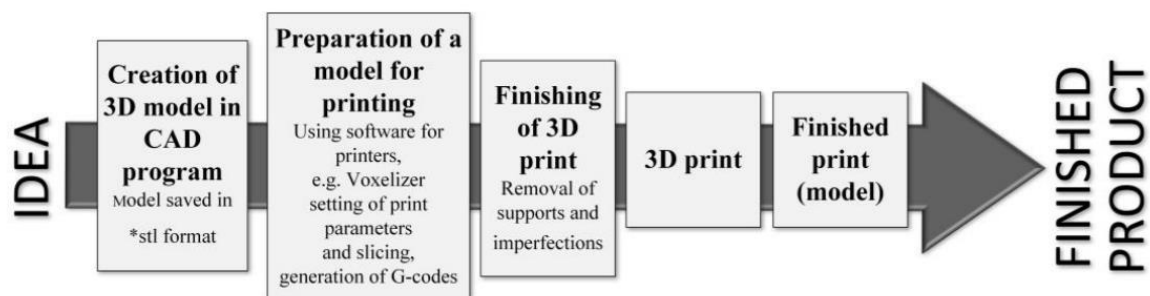 IDEA
Creation of
3D model in
CAD
program
Model saved in
*stl format
Preparation of a
model for
printing
Using software for
printers,
e.g. Voxelizer
setting of print
parameters
and slicing,
generation of G-codes
Finishing
of 3D
print
Removal of
supports and
imperfections
3D print
Finished
print
(model)
FINISHED
PRODUCT